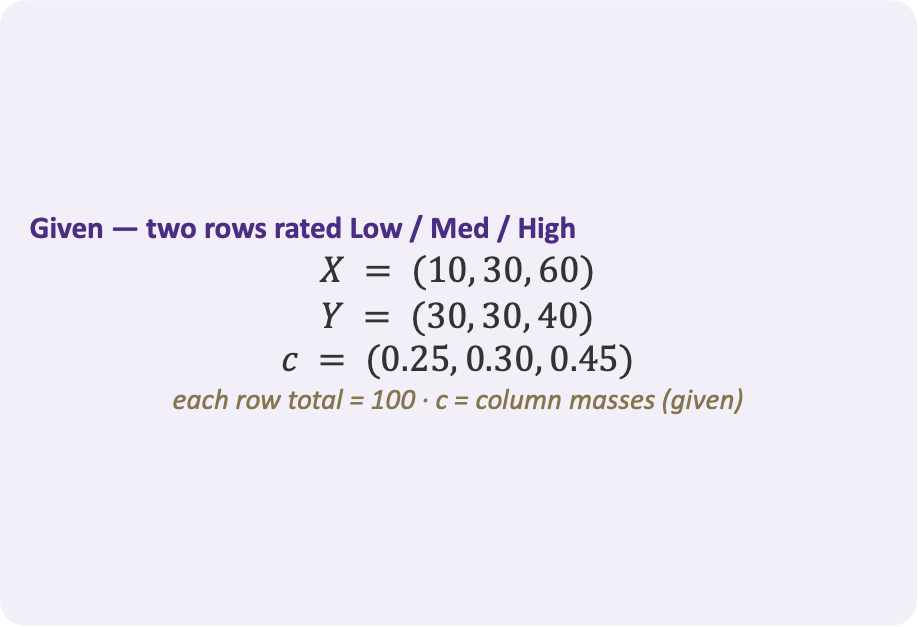 Given — two rows rated Low / Med / High
X = (10, 30, 60)
Y = (30, 30, 40)
c = (0.25, 0.30, 0.45)
each row total = 100 · c = column masses (given)